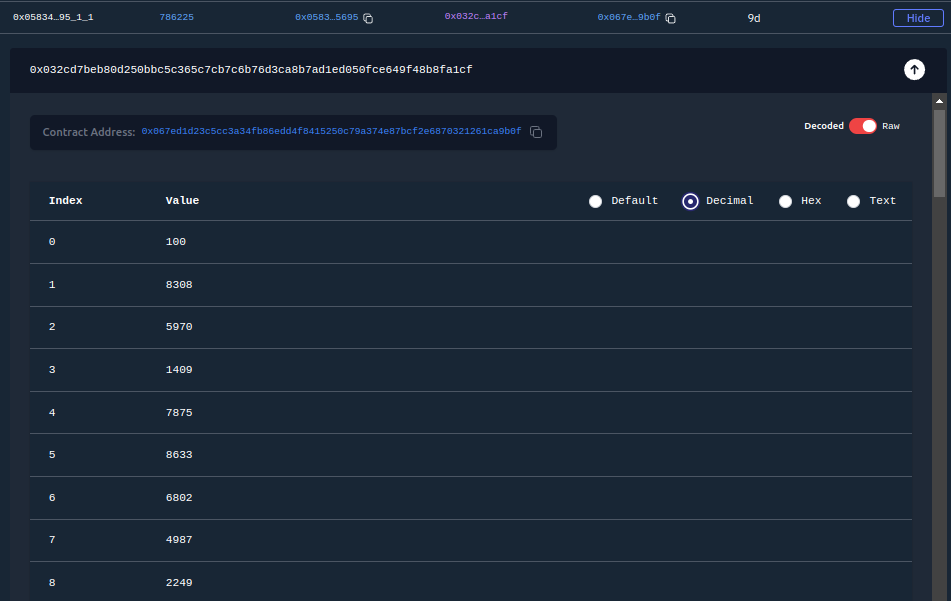 0x05834…95_1_1 786225 0x0583…5695 0x032c…a1cf 0x067e…9b0f 9d Hide
0x032cd7beb80d250bbc5c365c7cb7c6b76d3ca8b7ad1ed050fce649f48b8fa1cf
Contract Address: 0x067ed1d23c5cc3a34fb86edd4f8415250c79a374e87bcf2e6870321261ca9b0f Decoded Raw
Index Value Default Decimal Hex Text
0 100
1 8308
2 5970
3 1409
4 7875
5 8633
6 6802
7 4987
8 2249